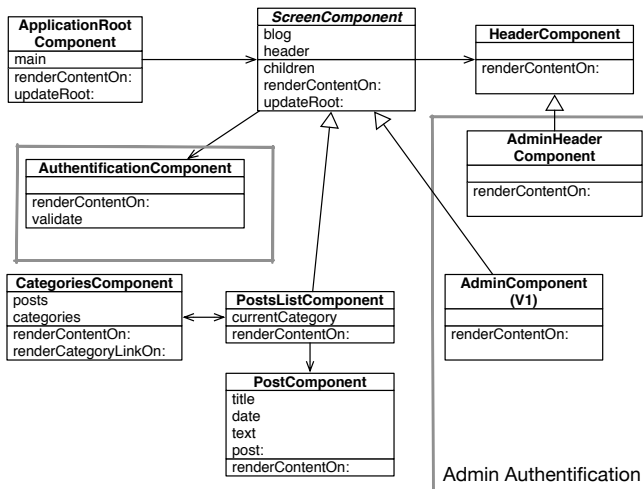 ApplicationRoot
Component
main
renderContentOn:
updateRoot:
ScreenComponent
blog
header
children
renderContentOn:
updateRoot:
HeaderComponent
renderContentOn:
AdminHeader
Component
renderContentOn:
AuthentificationComponent
renderContentOn:
validate
CategoriesComponent
posts
categories
renderContentOn:
renderCategoryLinkOn:
PostsListComponent
currentCategory
renderContentOn:
AdminComponent
(V1)
renderContentOn:
PostComponent
title
date
text
post:
renderContentOn:
Admin Authentification